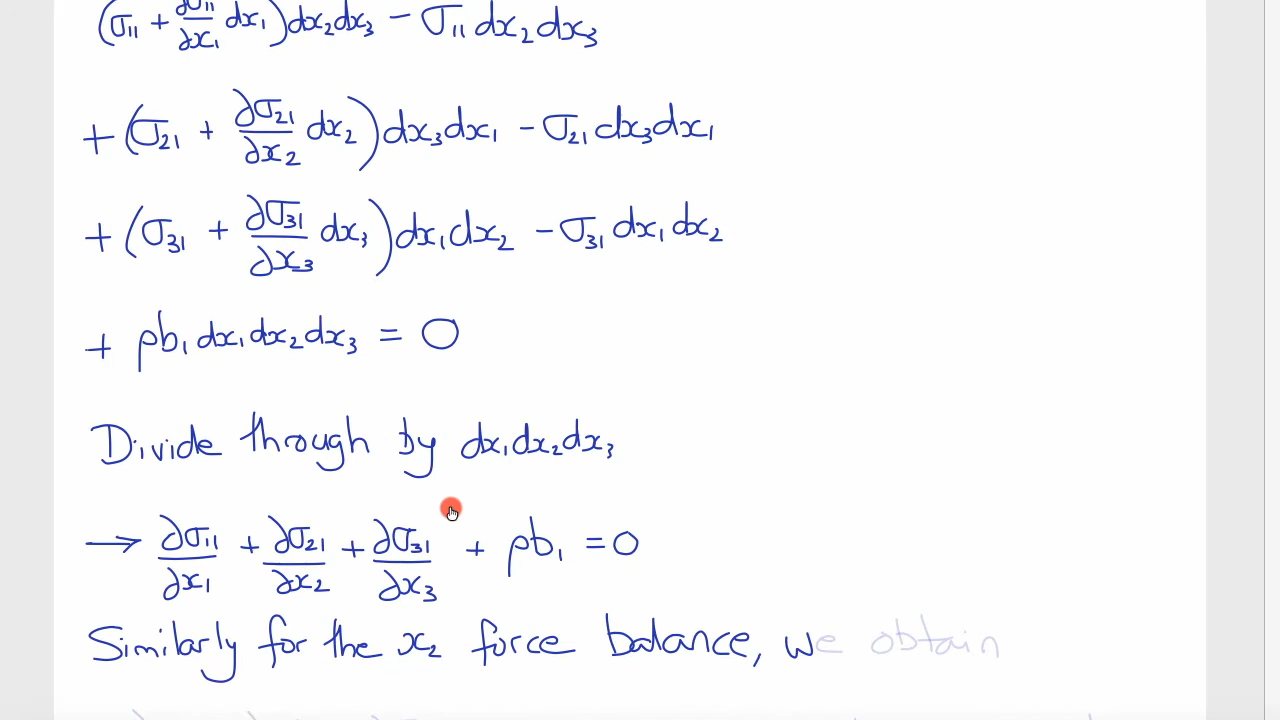 (σ₁₁ + ∂σ₁₁/∂x₁ dx₁)dx₂dx₃ − σ₁₁ dx₂dx₃
+ (σ₂₁ + ∂σ₂₁/∂x₂ dx₂)dx₃dx₁ − σ₂₁ dx₃dx₁
+ (σ₃₁ + ∂σ₃₁/∂x₃ dx₃)dx₁dx₂ − σ₃₁ dx₁dx₂
+ ρb₁dx₁dx₂dx₃ = 0
Divide through by dx₁dx₂dx₃
→ ∂σ₁₁/∂x₁ + ∂σ₂₁/∂x₂ + ∂σ₃₁/∂x₃ + ρb₁ = 0
Similarly for the x₂ force balance, we obtain